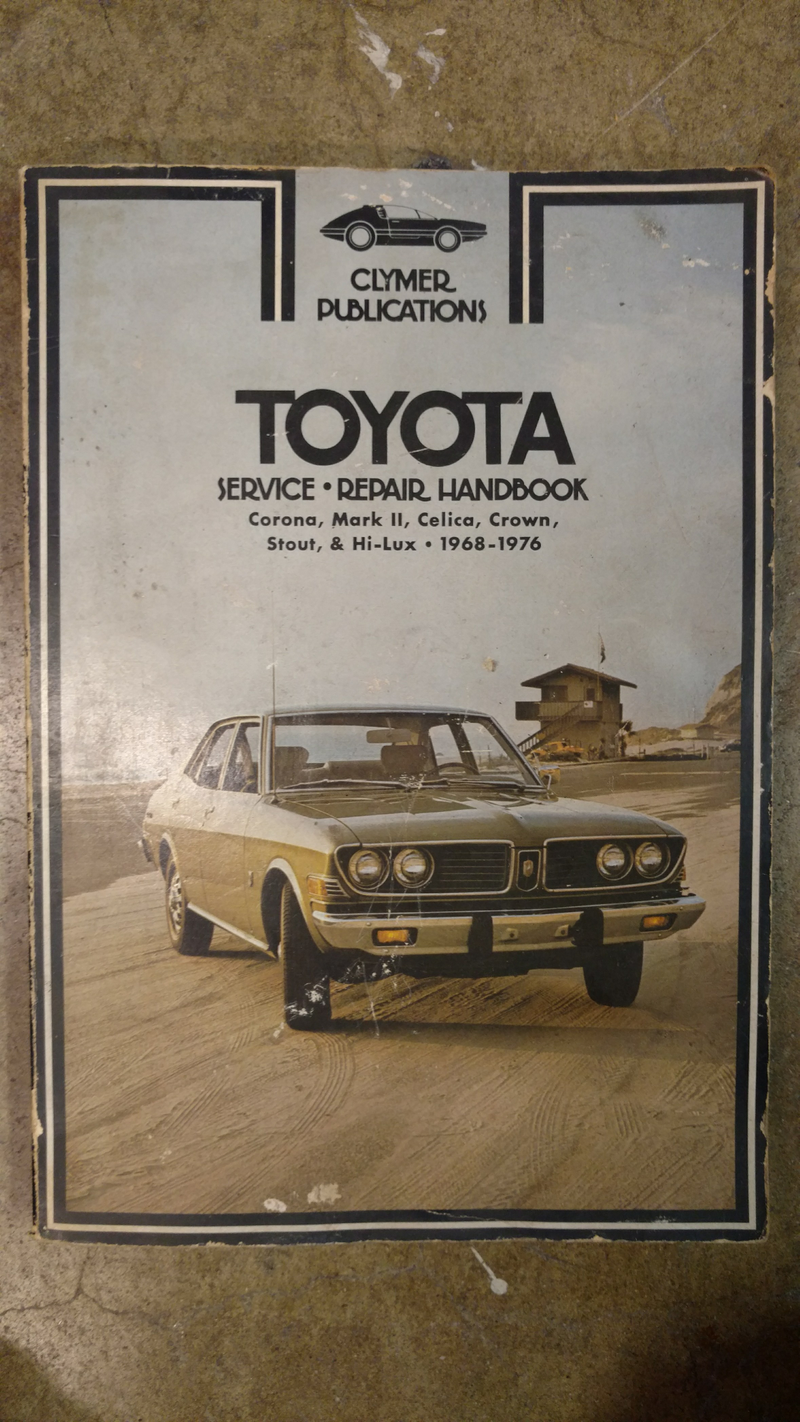 CLYMER
PUBLICATIONS
TOYOTA
SERVICE • REPAIR HANDBOOK
Corona, Mark II, Celica, Crown,
Stout, & Hi-Lux • 1968-1976